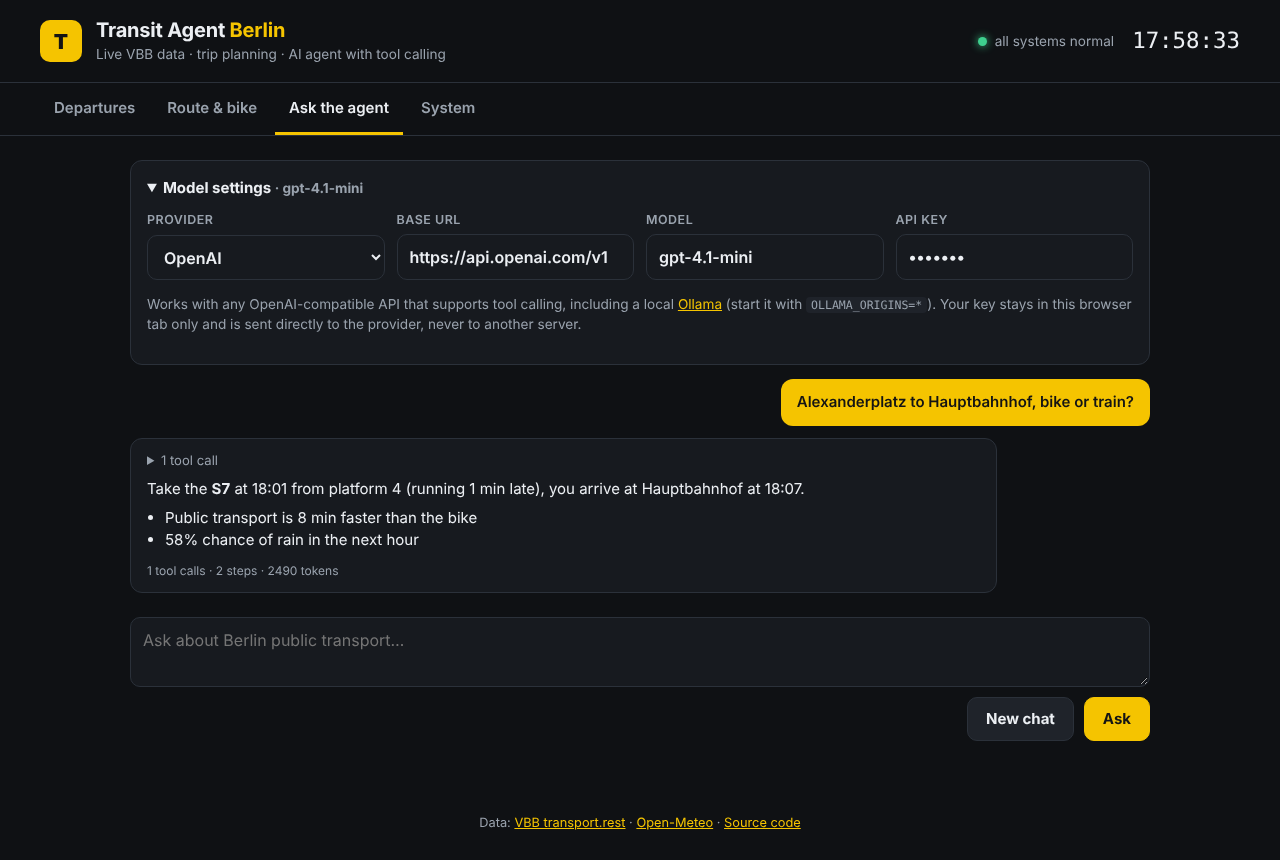 T
Transit Agent Berlin
Live VBB data · trip planning · AI agent with tool calling
all systems normal
17:58:33
Departures
Route & bike
Ask the agent
System
▼ Model settings · gpt-4.1-mini
PROVIDER
BASE URL
MODEL
API KEY
OpenAI
https://api.openai.com/v1
gpt-4.1-mini
•••••••
Works with any OpenAI-compatible API that supports tool calling, including a local Ollama (start it with OLLAMA_ORIGINS=*). Your key stays in this browser
tab only and is sent directly to the provider, never to another server.
Alexanderplatz to Hauptbahnhof, bike or train?
▶ 1 tool call
Take the S7 at 18:01 from platform 4 (running 1 min late), you arrive at Hauptbahnhof at 18:07.
• Public transport is 8 min faster than the bike
• 58% chance of rain in the next hour
1 tool calls · 2 steps · 2490 tokens
Ask about Berlin public transport...
New chat
Ask
Data: VBB transport.rest · Open-Meteo · Source code